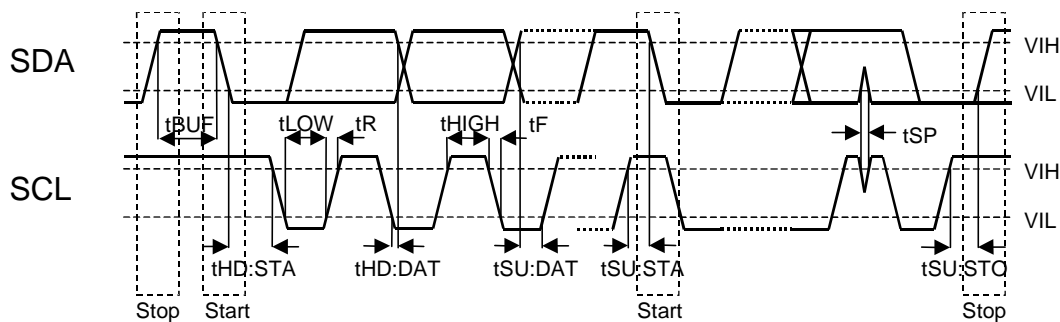 SDA
VIH
VIL
tBUF
tLOW
tR
tHIGH
tF
tSP
SCL
VIH
VIL
tHD:STA
tHD:DAT
tSU:DAT
tSU:STA
tSU:STO
Stop
Start
Start
Stop